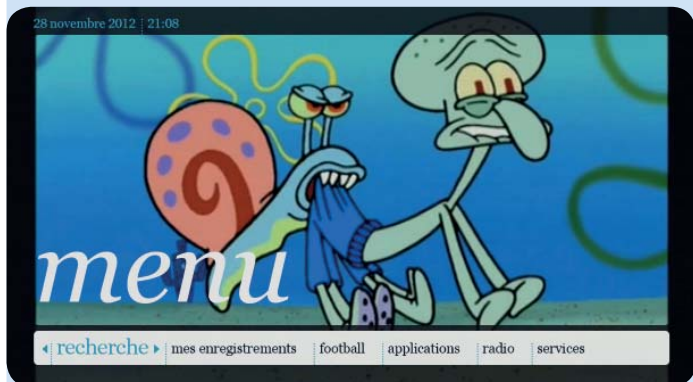 28 novembre 2012 21:08
menu
recherche mes enregistrements football applications radio services